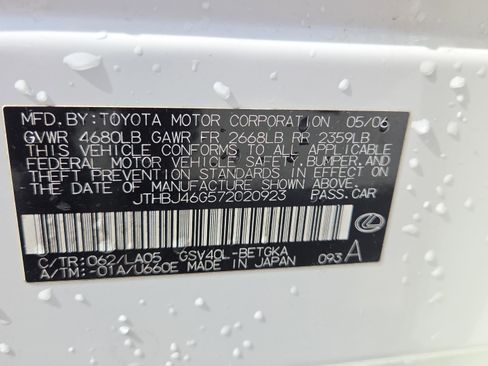 MFD.BY:TOYOTA MOTOR CORPORATION 05/06
GVWR 4680LB GAWR FR 2668LB RR 2359LB
THIS VEHICLE CONFORMS TO ALL APPLICABLE
FEDERAL MOTOR VEHICLE SAFETY,BUMPER,AND
THEFT PREVENTION STANDARDS IN EFFECT ON
THE DATE OF MANUFACTURE SHOWN ABOVE.
JTHBJ46G572020923 PASS.CAR
C/TR:062/LA05 GSV40L-BETGKA
A/TM:-01A/U660E MADE IN JAPAN 093 A